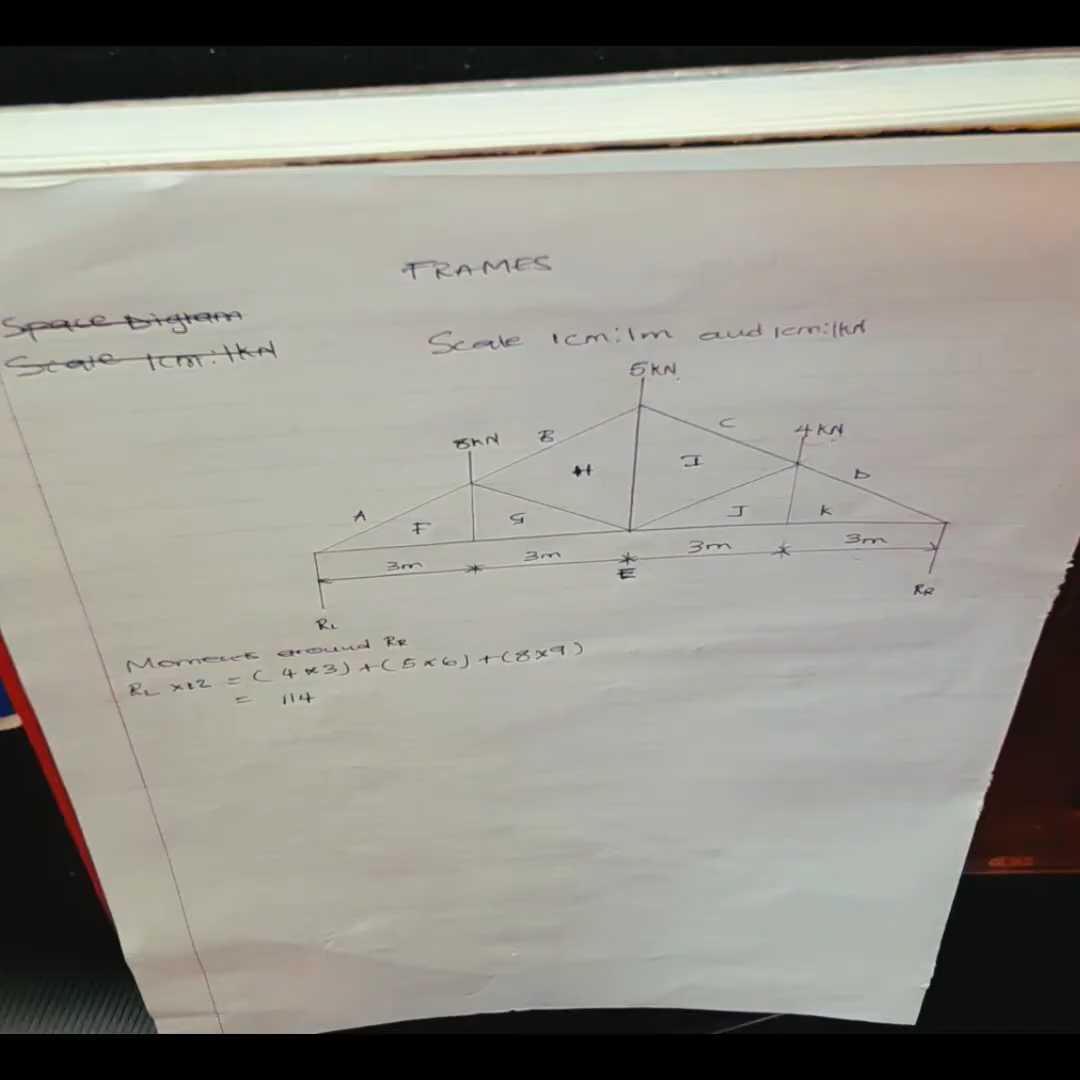 FRAMES
Space Digram
Scale 1cm:1kN
Scale 1cm:1m and 1cm:1kN
5KN
C
4KN
8kN
B
H
I
D
A
F
G
J
K
3m
3m
3m
3m
E
RL
RR
Moments around RR
RL x12 = (4x3)+(5x6)+(8x9)
= 114